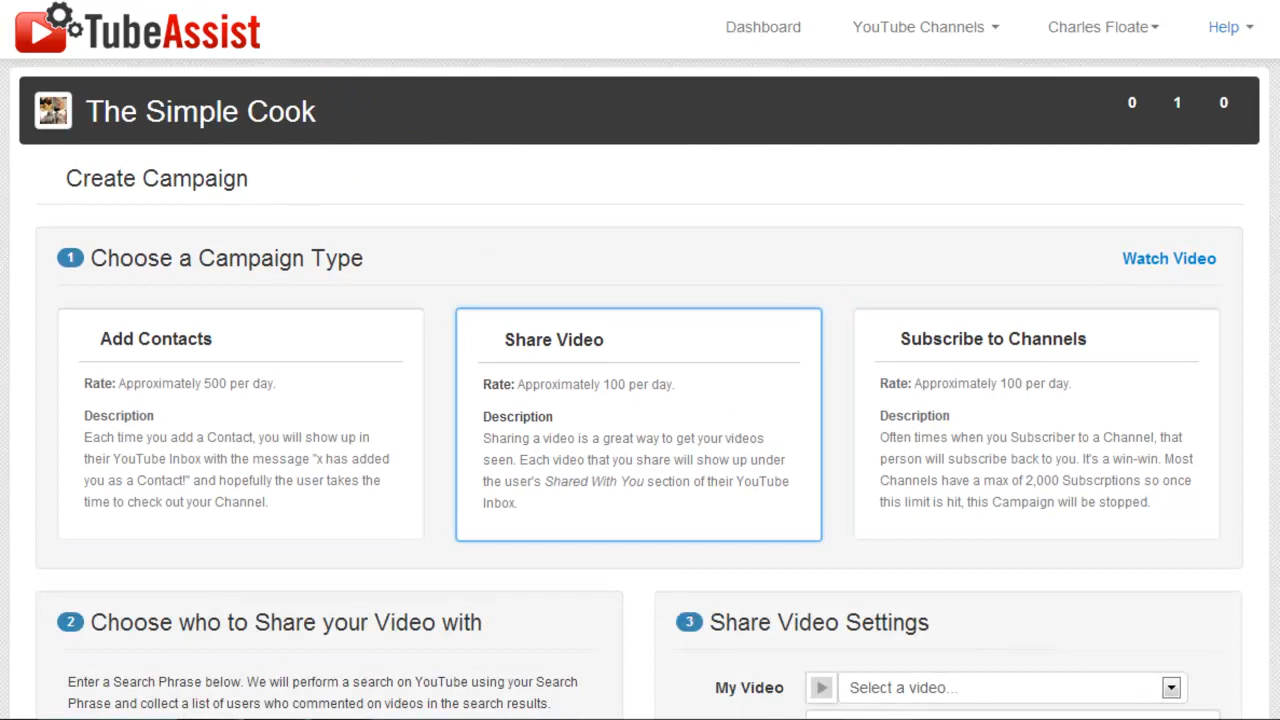 TubeAssist
Dashboard
YouTube Channels
Charles Floate
Help
The Simple Cook
0 1 0
Create Campaign
1 Choose a Campaign Type
Watch Video
Add Contacts
Rate: Approximately 500 per day.
Description
Each time you add a Contact, you will show up in
their YouTube Inbox with the message "x has added
you as a Contact!" and hopefully the user takes the
time to check out your Channel.
Share Video
Rate: Approximately 100 per day.
Description
Sharing a video is a great way to get your videos
seen. Each video that you share will show up under
the user's Shared With You section of their YouTube
Inbox.
Subscribe to Channels
Rate: Approximately 100 per day.
Description
Often times when you Subscriber to a Channel, that
person will subscribe back to you. It's a win-win. Most
Channels have a max of 2,000 Subscrptions so once
this limit is hit, this Campaign will be stopped.
2 Choose who to Share your Video with
Enter a Search Phrase below. We will perform a search on YouTube using your Search
Phrase and collect a list of users who commented on videos in the search results.
3 Share Video Settings
My Video
Select a video...